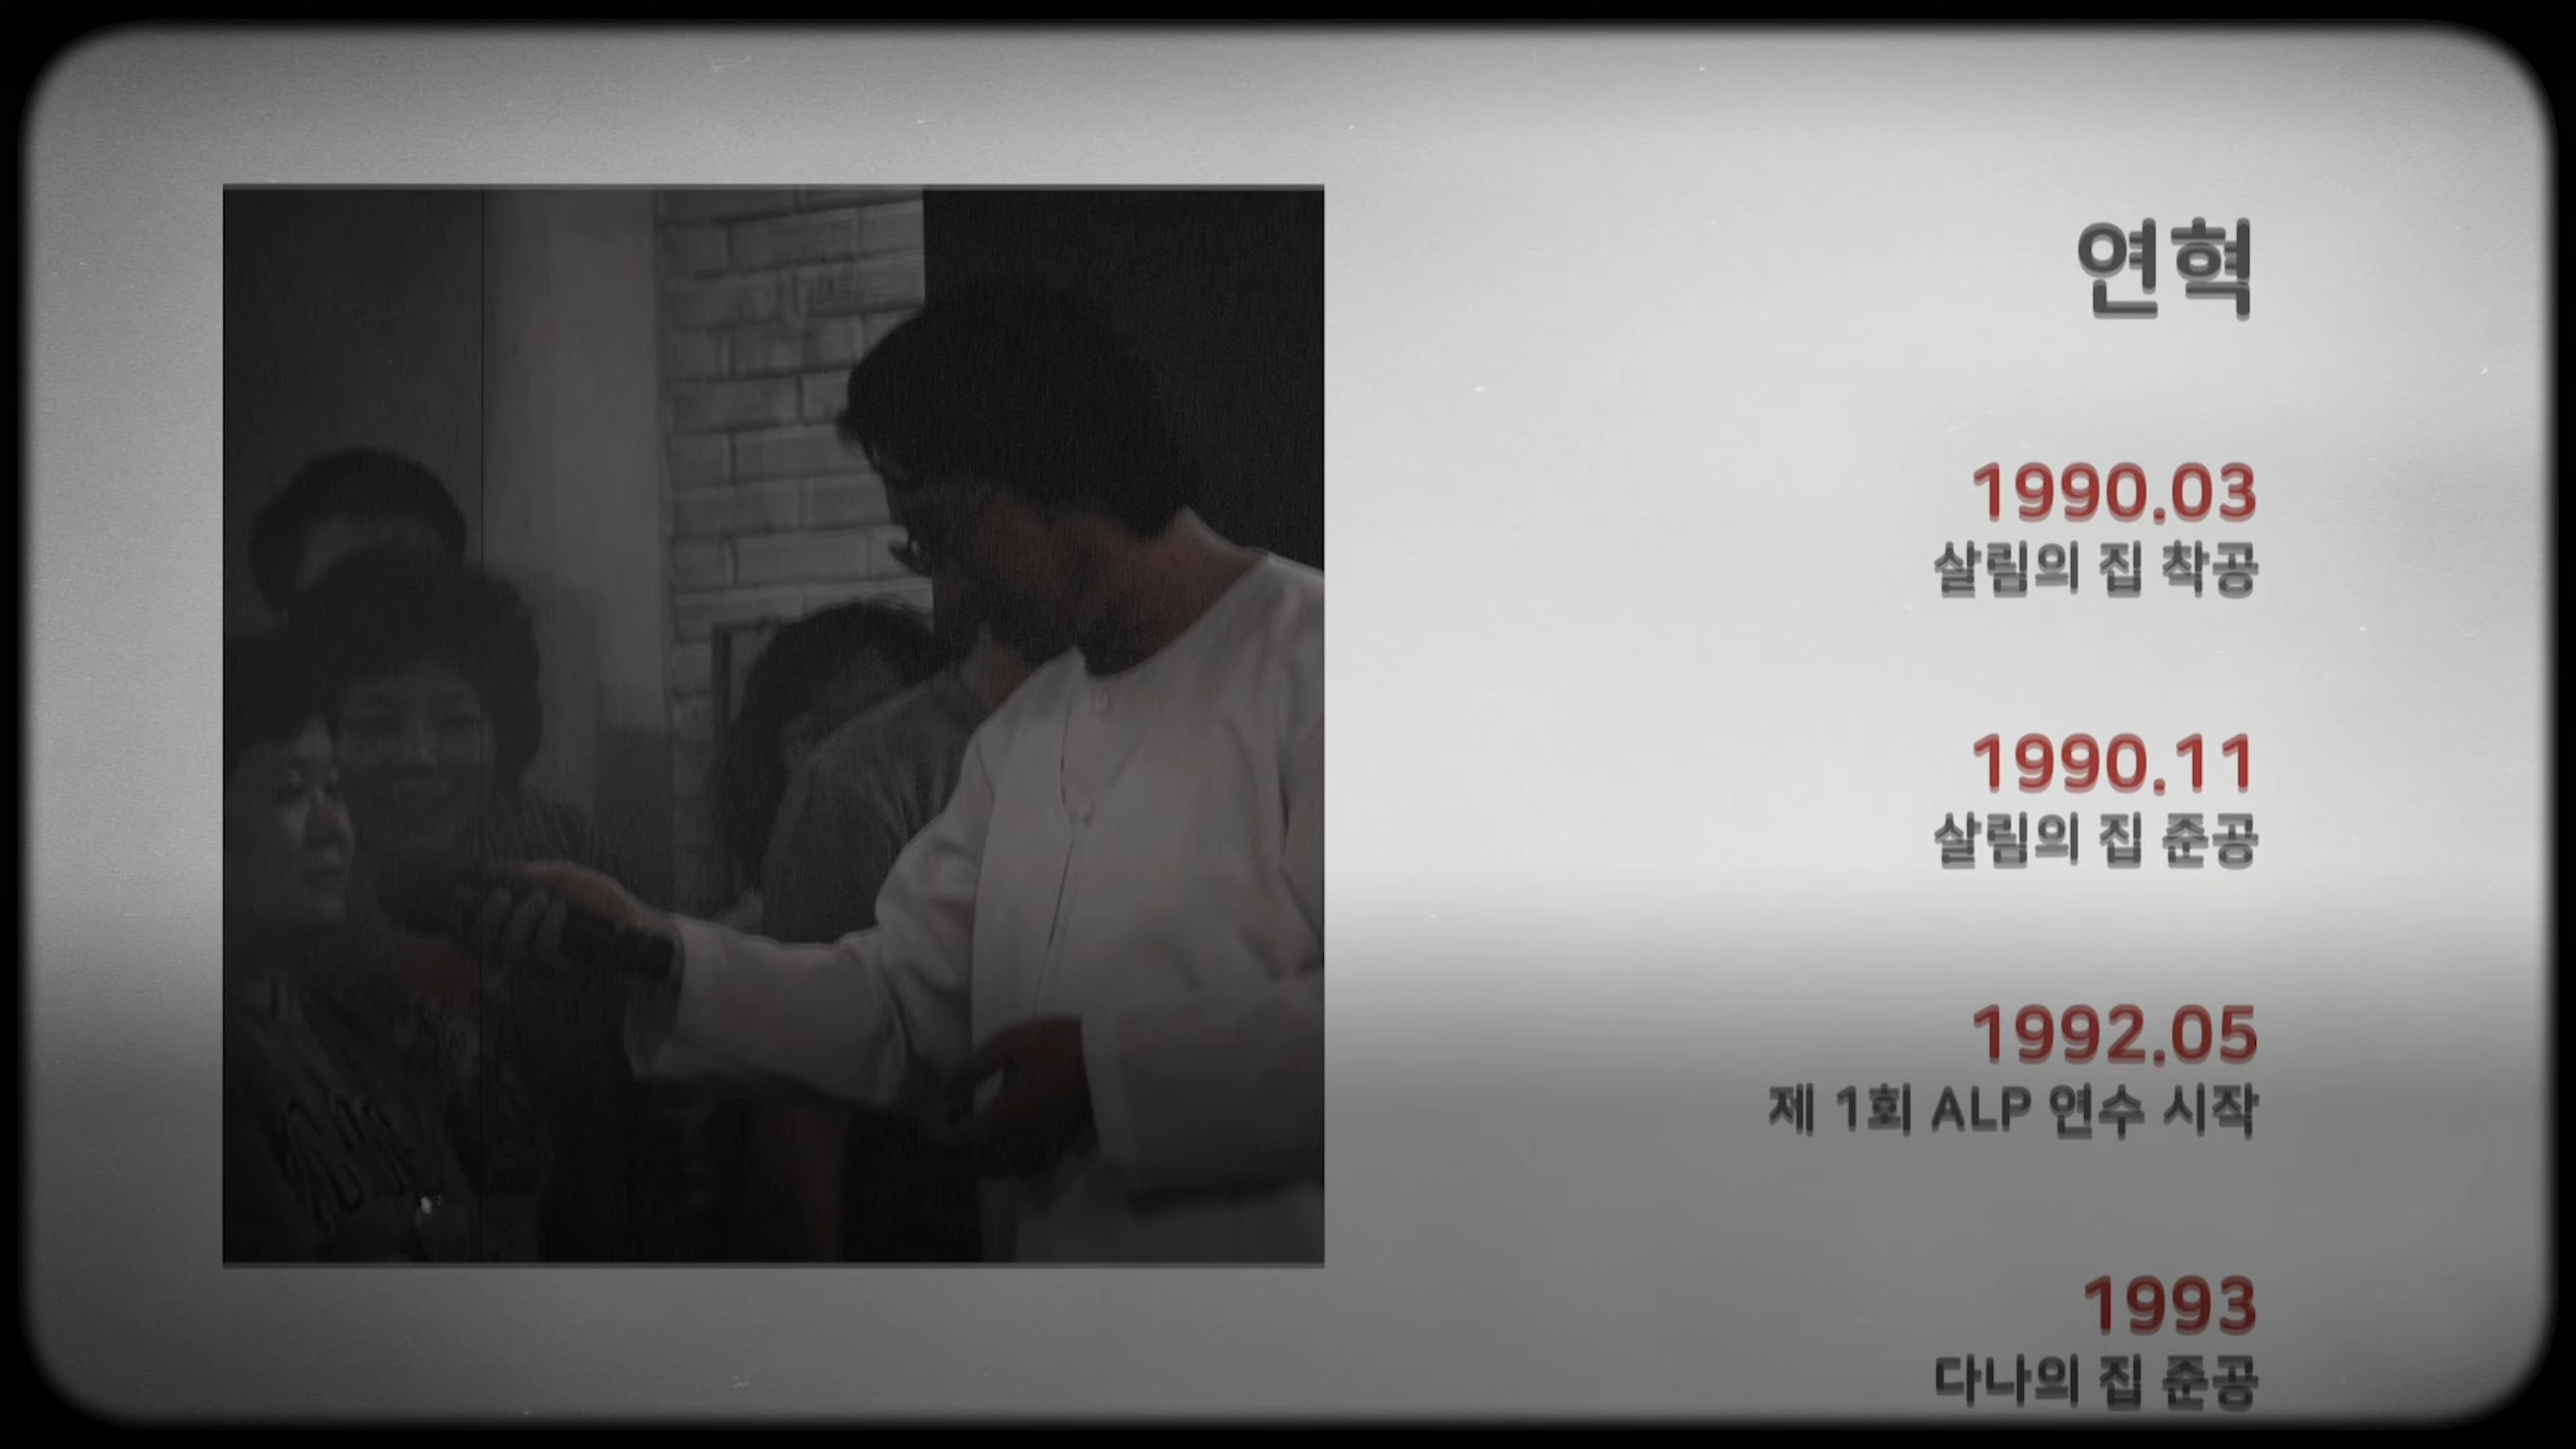 연혁
1990.03
살림의 집 착공
1990.11
살림의 집 준공
1992.05
제 1회 ALP 연수 시작
1993
다나의 집 준공